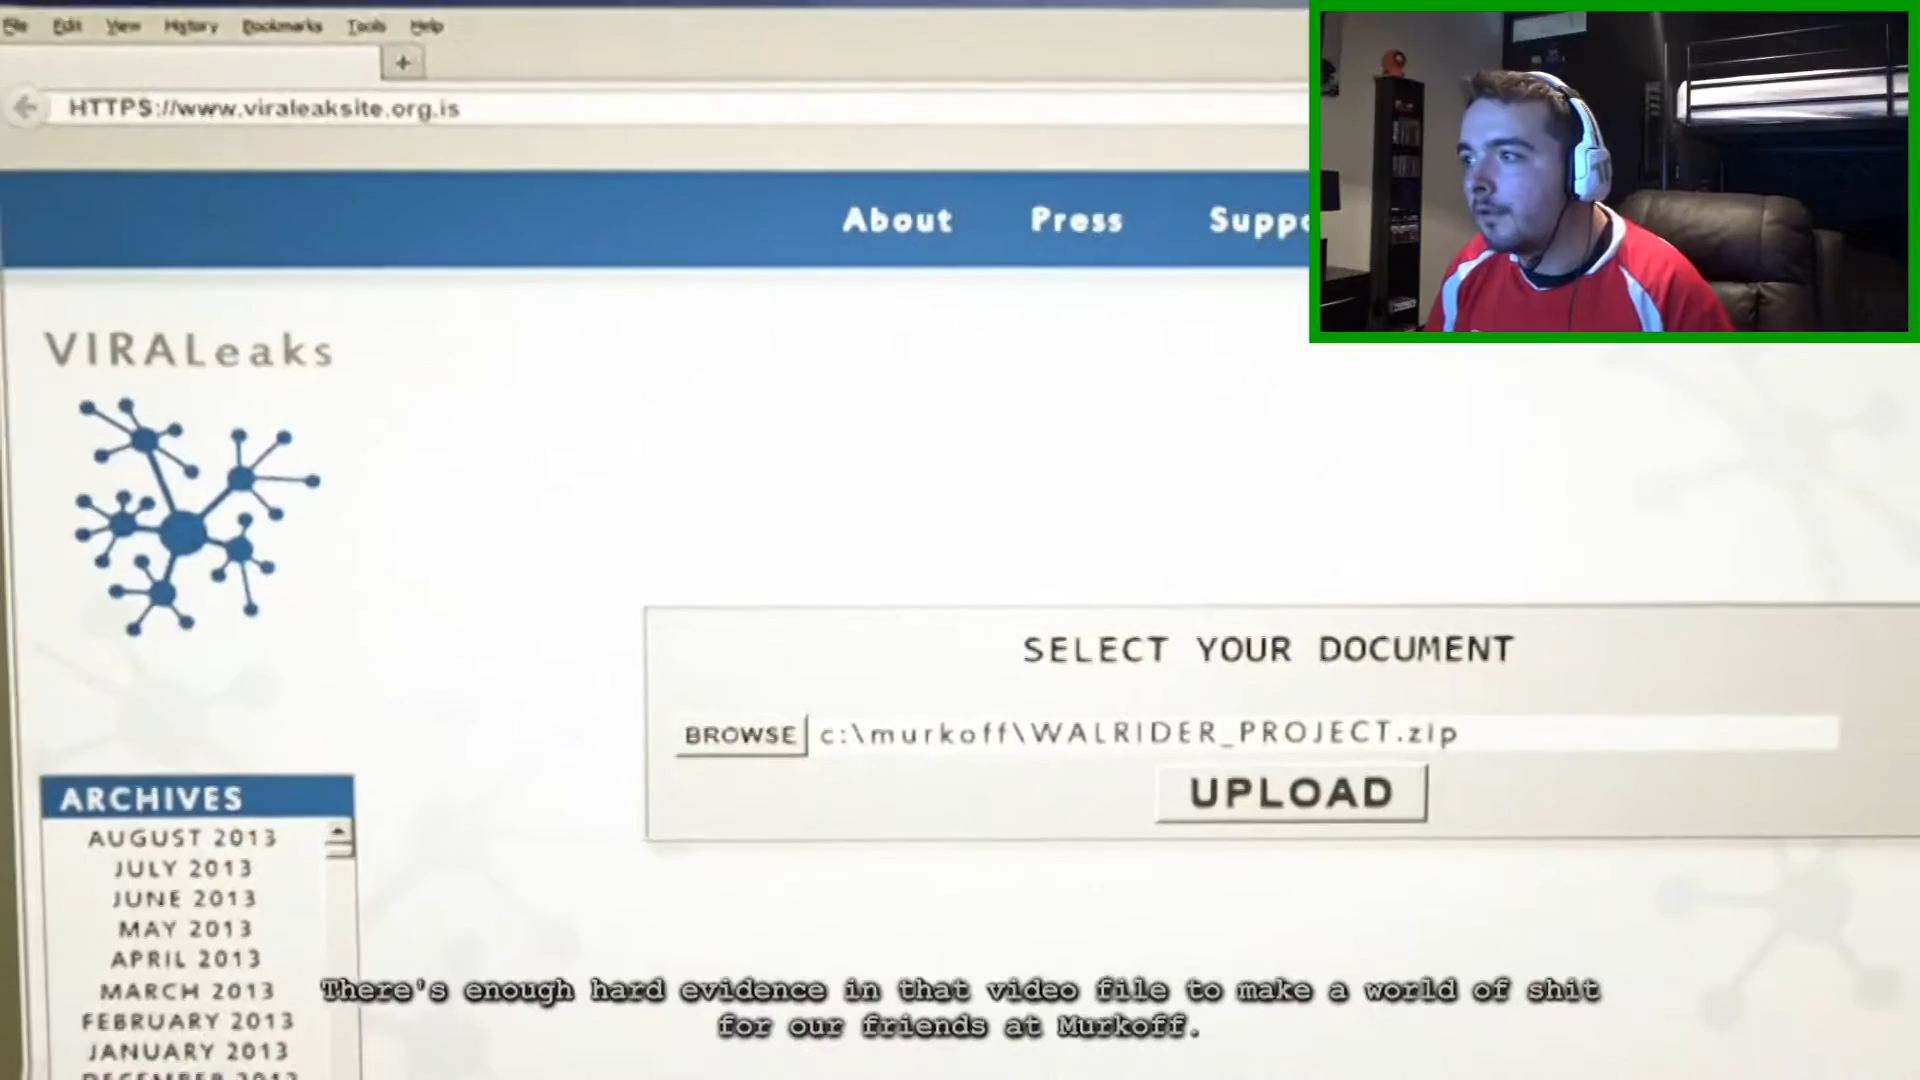 File Edit View History Bookmarks Tools Help
+
HTTPS://www.viraleaksite.org.is
About Press Suppo
VIRALeaks
SELECT YOUR DOCUMENT
BROWSE c:\murkoff\WALRIDER_PROJECT.zip
UPLOAD
ARCHIVES
AUGUST 2013
JULY 2013
JUNE 2013
MAY 2013
APRIL 2013
MARCH 2013
FEBRUARY 2013
JANUARY 2013
DECEMBER 2012
There's enough hard evidence in that video file to make a world of shit
for our friends at Murkoff.